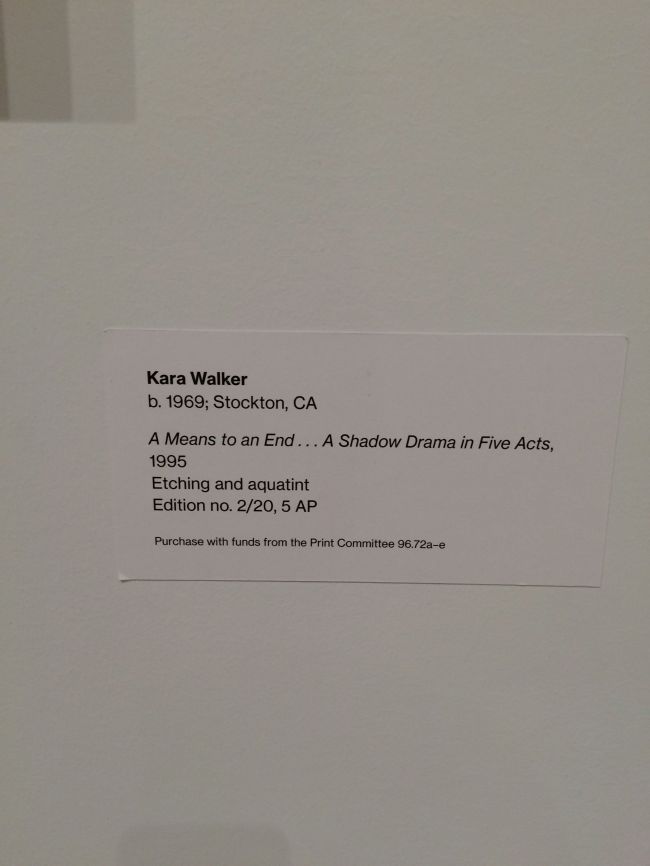 Kara Walker
b. 1969; Stockton, CA
A Means to an End . . . A Shadow Drama in Five Acts,
1995
Etching and aquatint
Edition no. 2/20, 5 AP
Purchase with funds from the Print Committee 96.72a–e